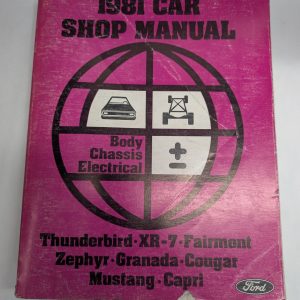 1981 CAR
SHOP MANUAL
Body
Chassis
Electrical
±
Thunderbird·XR-7·Fairmont
Zephyr·Granada·Cougar
Mustang·Capri
Ford